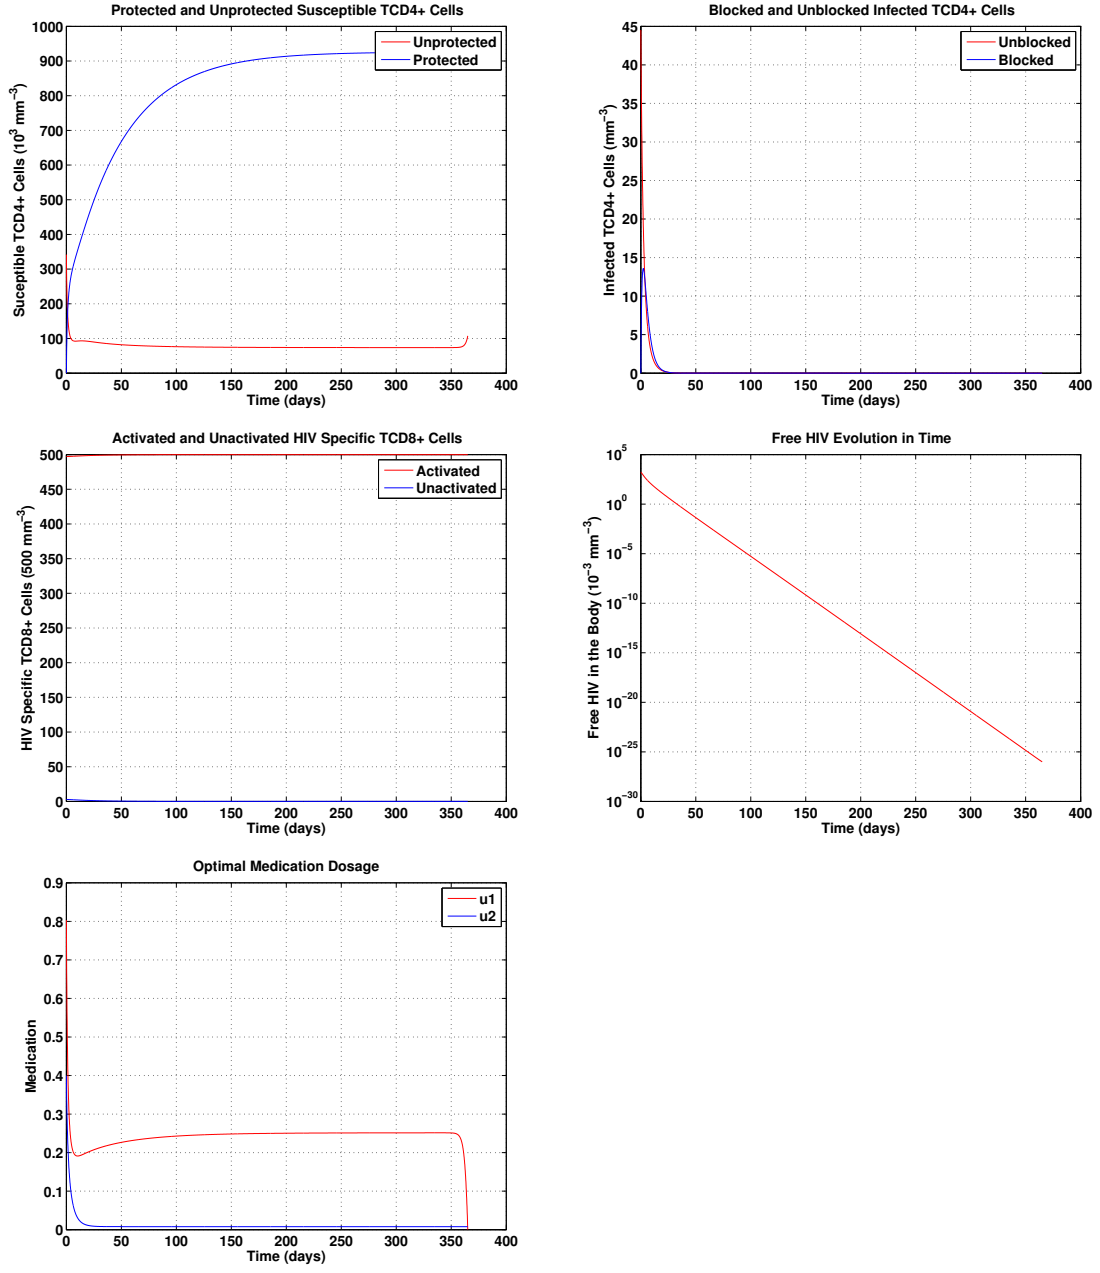 Protected and Unprotected Susceptible TCD4+ Cells
1000
900
800
700
600
500
400
300
200
100
0
Suceptible TCD4+ Cells (10³ mm⁻³)
Unprotected
Protected
0 50 100 150 200 250 300 350 400
Time (days)
Blocked and Unblocked Infected TCD4+ Cells
45
40
35
30
25
20
15
10
5
0
Infected TCD4+ Cells (mm⁻³)
Unblocked
Blocked
0 50 100 150 200 250 300 350 400
Time (days)
Activated and Unactivated HIV Specific TCD8+ Cells
500
450
400
350
300
250
200
150
100
50
0
HIV Specific TCD8+ Cells (500 mm⁻³)
Activated
Unactivated
0 50 100 150 200 250 300 350 400
Time (days)
Free HIV Evolution in Time
10⁵
10⁰
10⁻⁵
10⁻¹⁰
10⁻¹⁵
10⁻²⁰
10⁻²⁵
10⁻³⁰
Free HIV in the Body (10⁻³ mm⁻³)
0 50 100 150 200 250 300 350 400
Time (days)
Optimal Medication Dosage
0.9
0.8
0.7
0.6
0.5
0.4
0.3
0.2
0.1
0
Medication
u1
u2
0 50 100 150 200 250 300 350 400
Time (days)